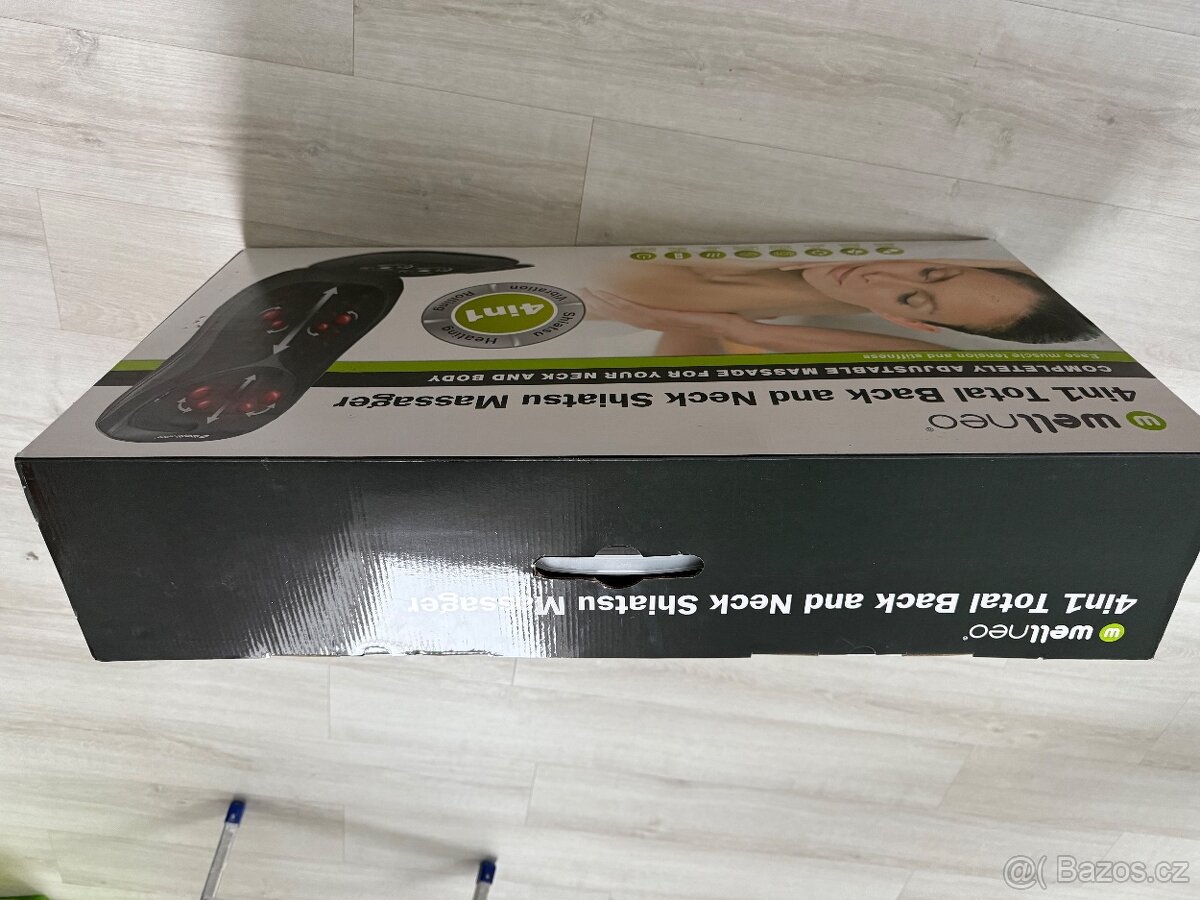 wellneo®
4in1 Total Back and Neck Shiatsu Massager
COMPLETELY ADJUSTABLE MASSAGE FOR YOUR NECK AND BODY
Ease muscle tension and stiffness
4in1
Shiatsu
Heating
Vibration
Rolling
wellneo®
4in1 Total Back and Neck Shiatsu Massager
@( Bazos.cz